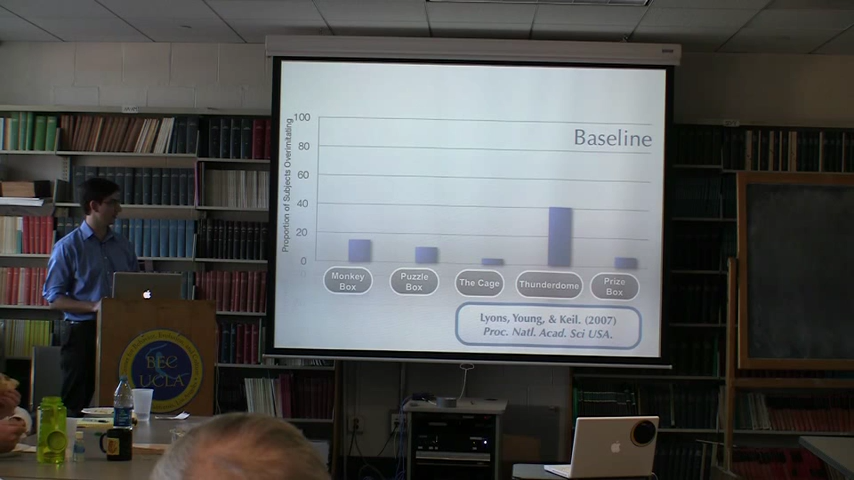 Baseline
Proportion of Subjects Overimitating
100
80
60
40
20
0
Monkey
Box
Puzzle
Box
The Cage
Thunderdome
Prize
Box
Lyons, Young, & Keil. (2007)
Proc. Natl. Acad. Sci USA.
BEC
UCLA